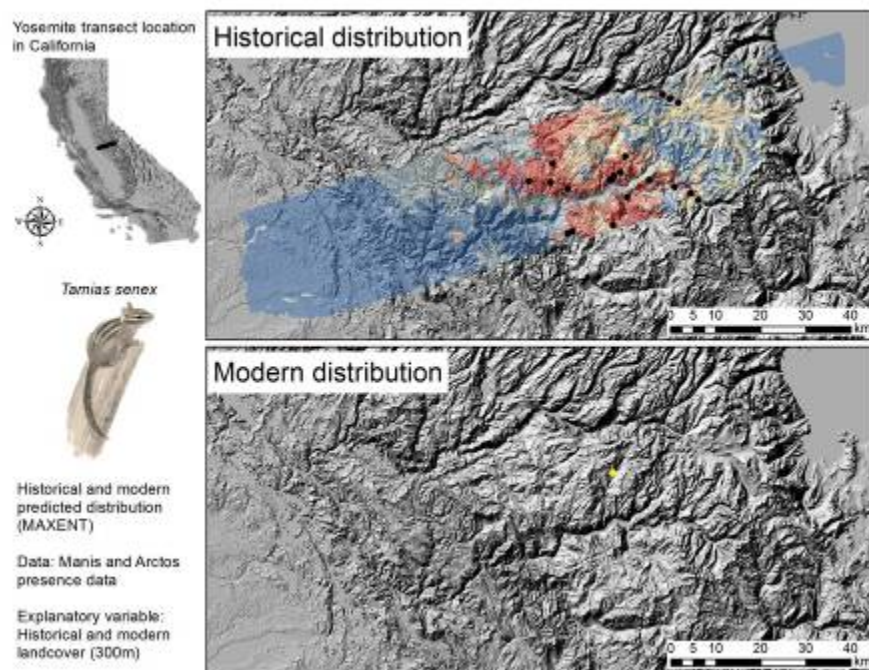 Yosemite transect location
in California
N
W
E
S
Tamias senex
Historical and modern
predicted distribution
(MAXENT)
Data: Manis and Arctos
presence data
Explanatory variable:
Historical and modern
landcover (300m)
Historical distribution
0 5 10 20 30 40
km
Modern distribution
0 5 10 20 30 40
km